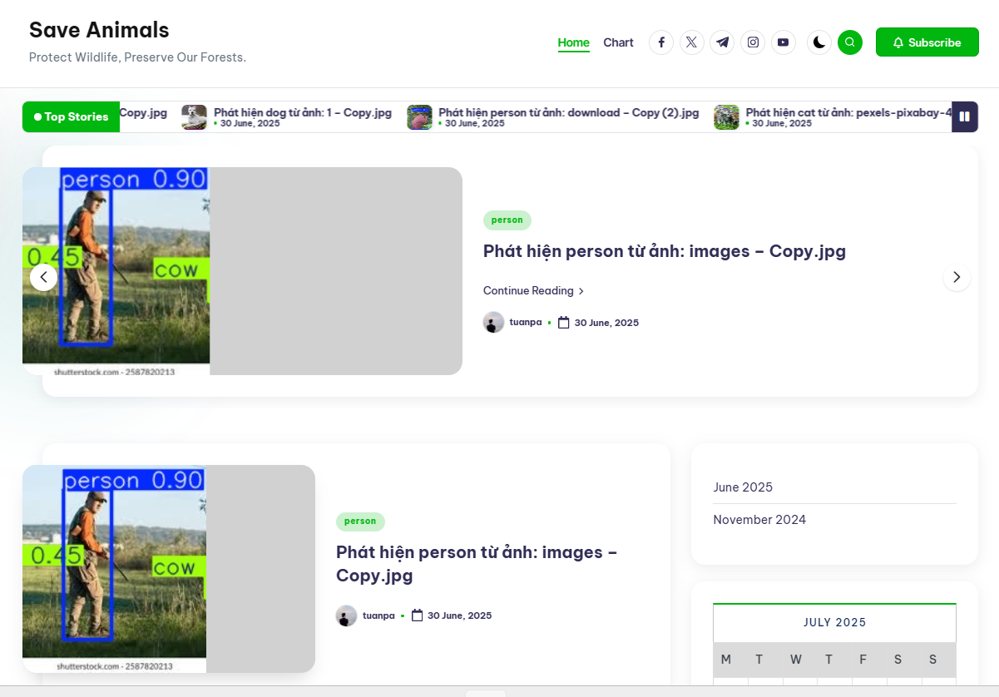 Save Animals
Protect Wildlife, Preserve Our Forests.
Home Chart
Subscribe
Top Stories
Copy.jpg
Phát hiện dog từ ảnh: 1 – Copy.jpg
30 June, 2025
Phát hiện person từ ảnh: download – Copy (2).jpg
30 June, 2025
Phát hiện cat từ ảnh: pexels-pixabay-4
30 June, 2025
person 0.90
0.45
cow
shutterstock.com · 2587820213
person
Phát hiện person từ ảnh: images – Copy.jpg
Continue Reading
tuanpa
30 June, 2025
person 0.90
0.45
cow
shutterstock.com · 2587820213
person
Phát hiện person từ ảnh: images –
Copy.jpg
tuanpa
30 June, 2025
June 2025
November 2024
JULY 2025
M T W T F S S